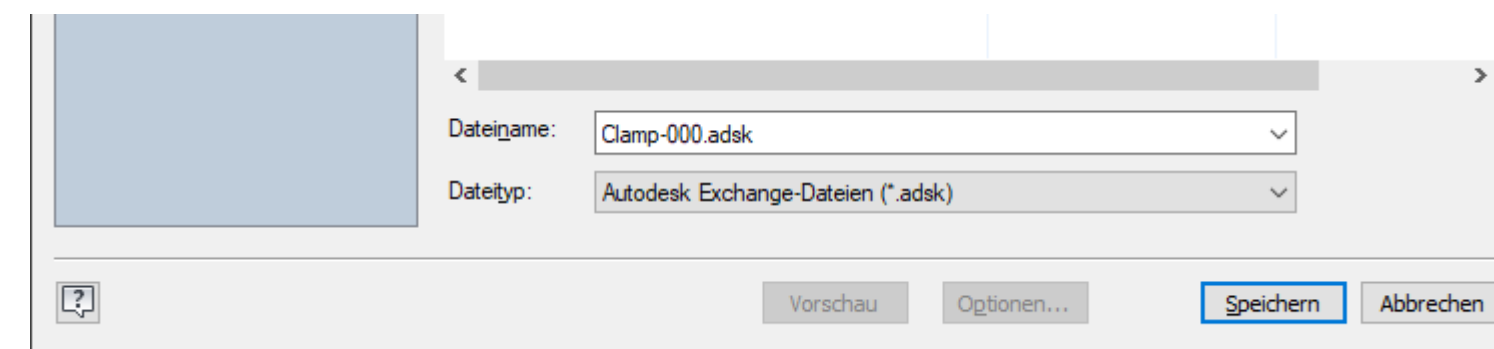 Dateiname:
Clamp-000.adsk
Dateityp:
Autodesk Exchange-Dateien (*.adsk)
Vorschau
Optionen...
Speichern
Abbrechen